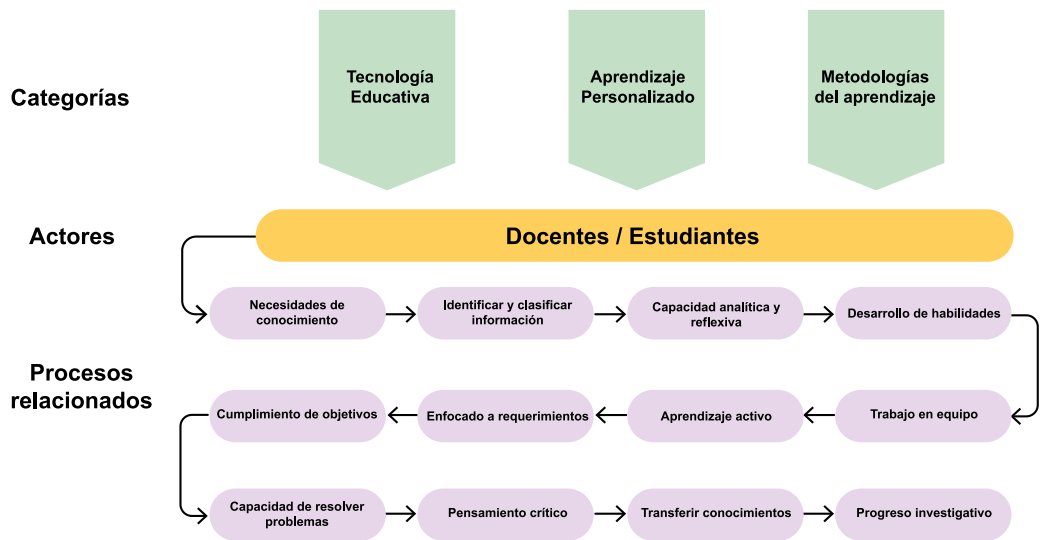 Categorías
Tecnología
Educativa
Aprendizaje
Personalizado
Metodologías
del aprendizaje
Actores
Docentes / Estudiantes
Procesos
relacionados
Necesidades de
conocimiento
Identificar y clasificar
información
Capacidad analítica y
reflexiva
Desarrollo de habilidades
Trabajo en equipo
Aprendizaje activo
Enfocado a requerimientos
Cumplimiento de objetivos
Capacidad de resolver
problemas
Pensamiento crítico
Transferir conocimientos
Progreso investigativo